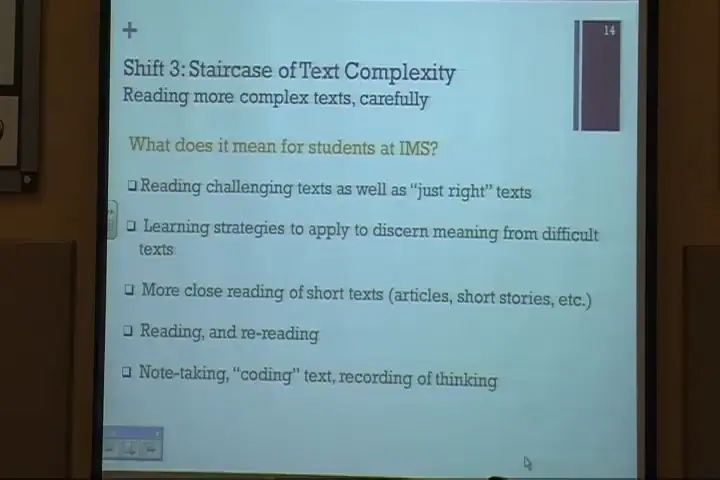 14
Shift 3: Staircase of Text Complexity
Reading more complex texts, carefully
What does it mean for students at IMS?
Reading challenging texts as well as “just right” texts
Learning strategies to apply to discern meaning from difficult
texts
More close reading of short texts (articles, short stories, etc.)
Reading, and re-reading
Note-taking, “coding” text, recording of thinking